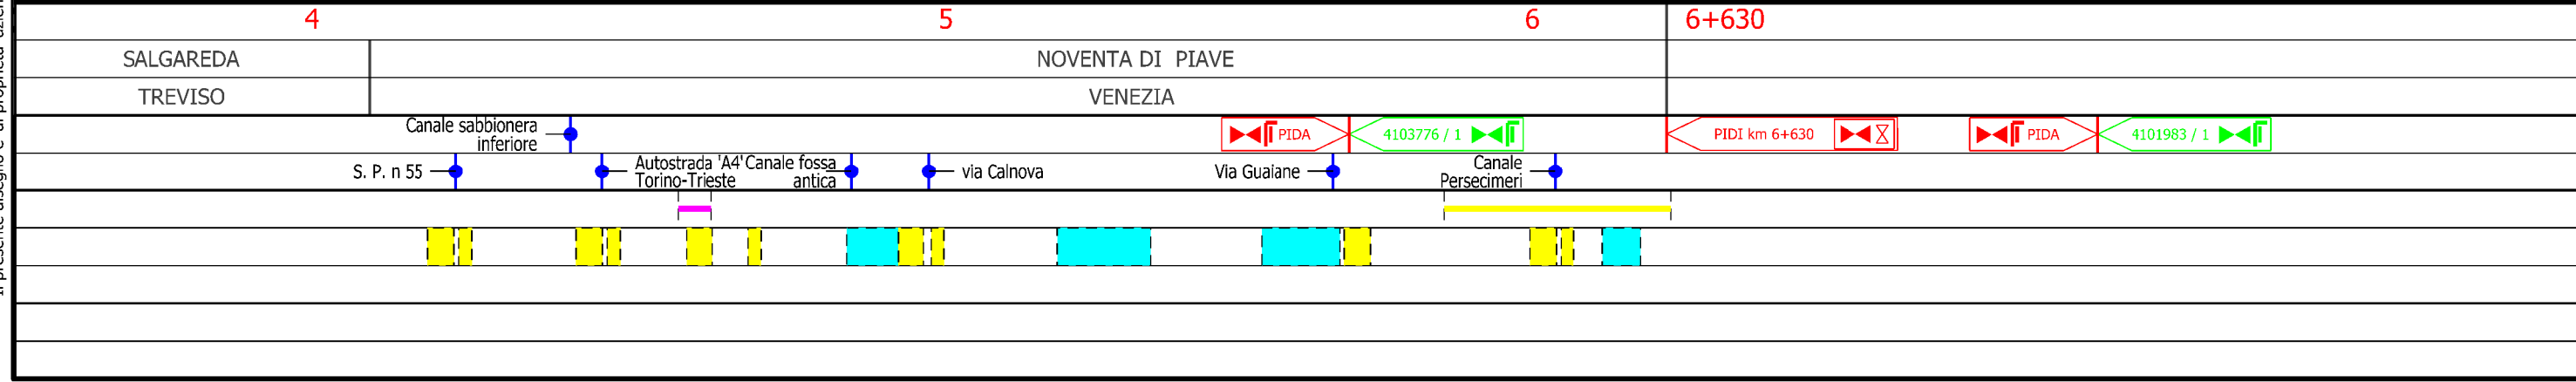 4 5 6 6+630
SALGAREDA NOVENTA DI PIAVE
TREVISO VENEZIA
Canale sabbionera
inferiore
PIDA 4103776 / 1 PIDI km 6+630 PIDA 4101983 / 1
S. P. n 55
Autostrada 'A4'
Torino-Trieste
Canale fossa
antica
via Calnova
Via Guaiane
Canale
Persecimeri